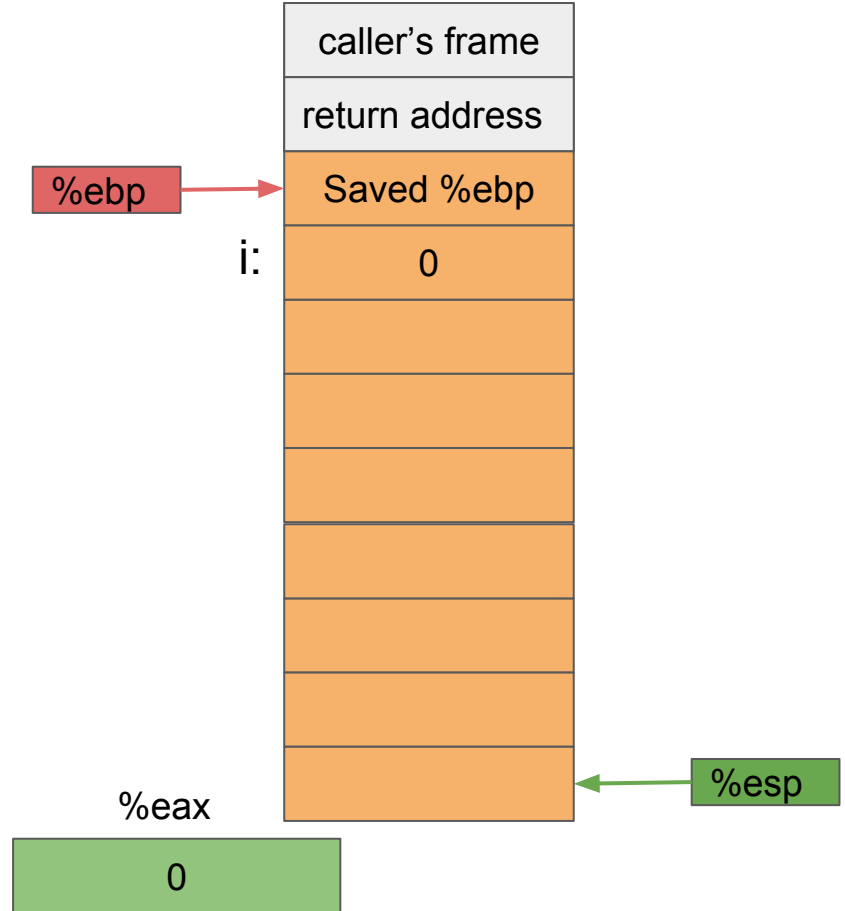 caller’s frame
return address
%ebp
Saved %ebp
i:
0
%esp
%eax
0